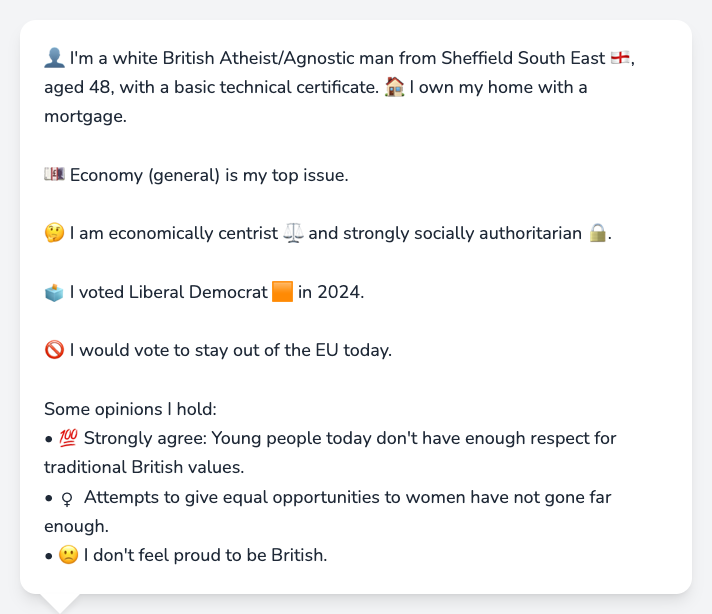 👤 I'm a white British Atheist/Agnostic man from Sheffield South East 🏴󠁧󠁢󠁥󠁮󠁧󠁿,
aged 48, with a basic technical certificate. 🏠 I own my home with a
mortgage.
💷 Economy (general) is my top issue.
🤔 I am economically centrist ⚖️ and strongly socially authoritarian 🔒.
🗳️ I voted Liberal Democrat 🟧 in 2024.
🚫 I would vote to stay out of the EU today.
Some opinions I hold:
• 💯 Strongly agree: Young people today don't have enough respect for
traditional British values.
• ♀ Attempts to give equal opportunities to women have not gone far
enough.
• 🙁 I don't feel proud to be British.